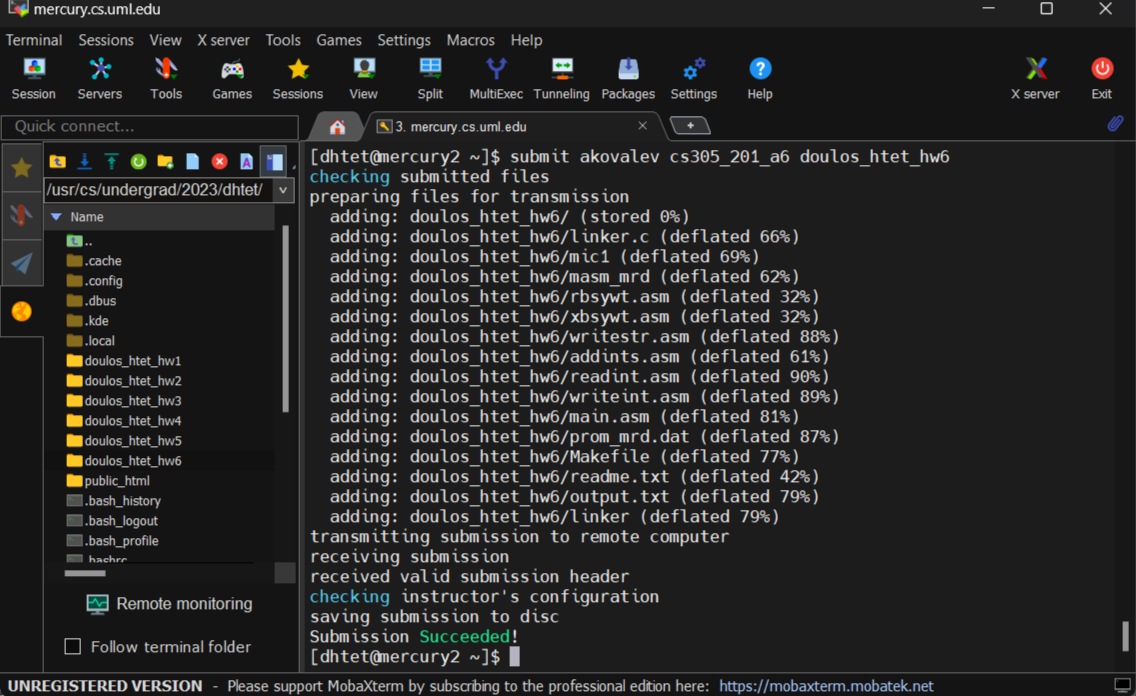 mercury.cs.uml.edu
Terminal Sessions View X server Tools Games Settings Macros Help
Session Servers Tools Games Sessions View Split MultiExec Tunneling Packages Settings Help X server Exit
Quick connect...
3. mercury.cs.uml.edu
/usr/cs/undergrad/2023/dhtet/
Name
..
.cache
.config
.dbus
.kde
.local
doulos_htet_hw1
doulos_htet_hw2
doulos_htet_hw3
doulos_htet_hw4
doulos_htet_hw5
doulos_htet_hw6
public_html
.bash_history
.bash_logout
.bash_profile
.bashrc
Remote monitoring
Follow terminal folder
[dhtet@mercury2 ~]$ submit akovalev cs305_201_a6 doulos_htet_hw6
checking submitted files
preparing files for transmission
adding: doulos_htet_hw6/ (stored 0%)
adding: doulos_htet_hw6/linker.c (deflated 66%)
adding: doulos_htet_hw6/mic1 (deflated 69%)
adding: doulos_htet_hw6/masm_mrd (deflated 62%)
adding: doulos_htet_hw6/rbsywt.asm (deflated 32%)
adding: doulos_htet_hw6/xbsywt.asm (deflated 32%)
adding: doulos_htet_hw6/writestr.asm (deflated 88%)
adding: doulos_htet_hw6/addints.asm (deflated 61%)
adding: doulos_htet_hw6/readint.asm (deflated 90%)
adding: doulos_htet_hw6/writeint.asm (deflated 89%)
adding: doulos_htet_hw6/main.asm (deflated 81%)
adding: doulos_htet_hw6/prom_mrd.dat (deflated 87%)
adding: doulos_htet_hw6/Makefile (deflated 77%)
adding: doulos_htet_hw6/readme.txt (deflated 42%)
adding: doulos_htet_hw6/output.txt (deflated 79%)
adding: doulos_htet_hw6/linker (deflated 79%)
transmitting submission to remote computer
receiving submission
received valid submission header
checking instructor's configuration
saving submission to disc
Submission Succeeded!
[dhtet@mercury2 ~]$
UNREGISTERED VERSION - Please support MobaXterm by subscribing to the professional edition here: https://mobaxterm.mobatek.net